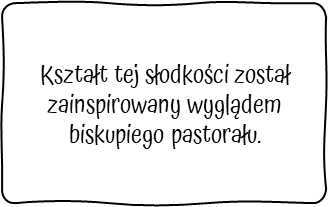 Kształt tej słodkości został
zainspirowany wyglądem
biskupiego pastorału.